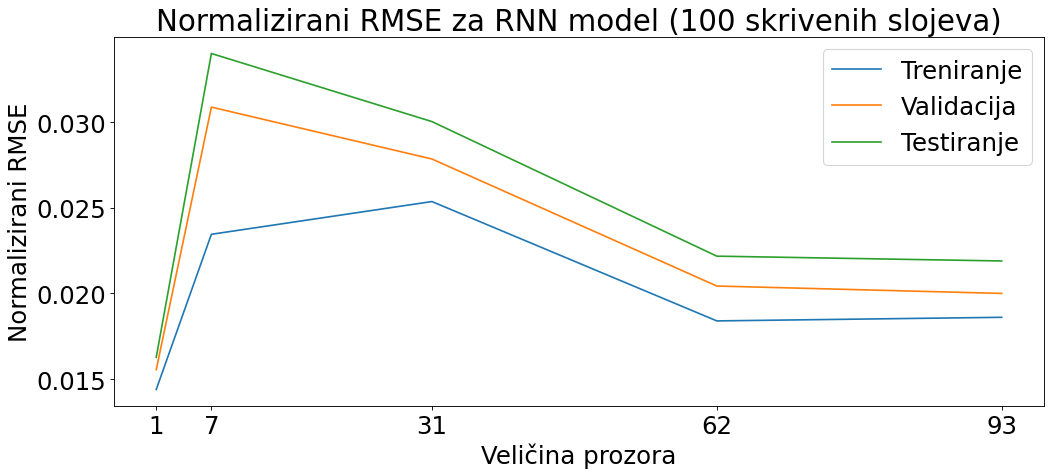 Normalizirani RMSE za RNN model (100 skrivenih slojeva)
Treniranje
Validacija
Testiranje
Normalizirani RMSE
0.030
0.025
0.020
0.015
1 7 31 62 93
Veličina prozora